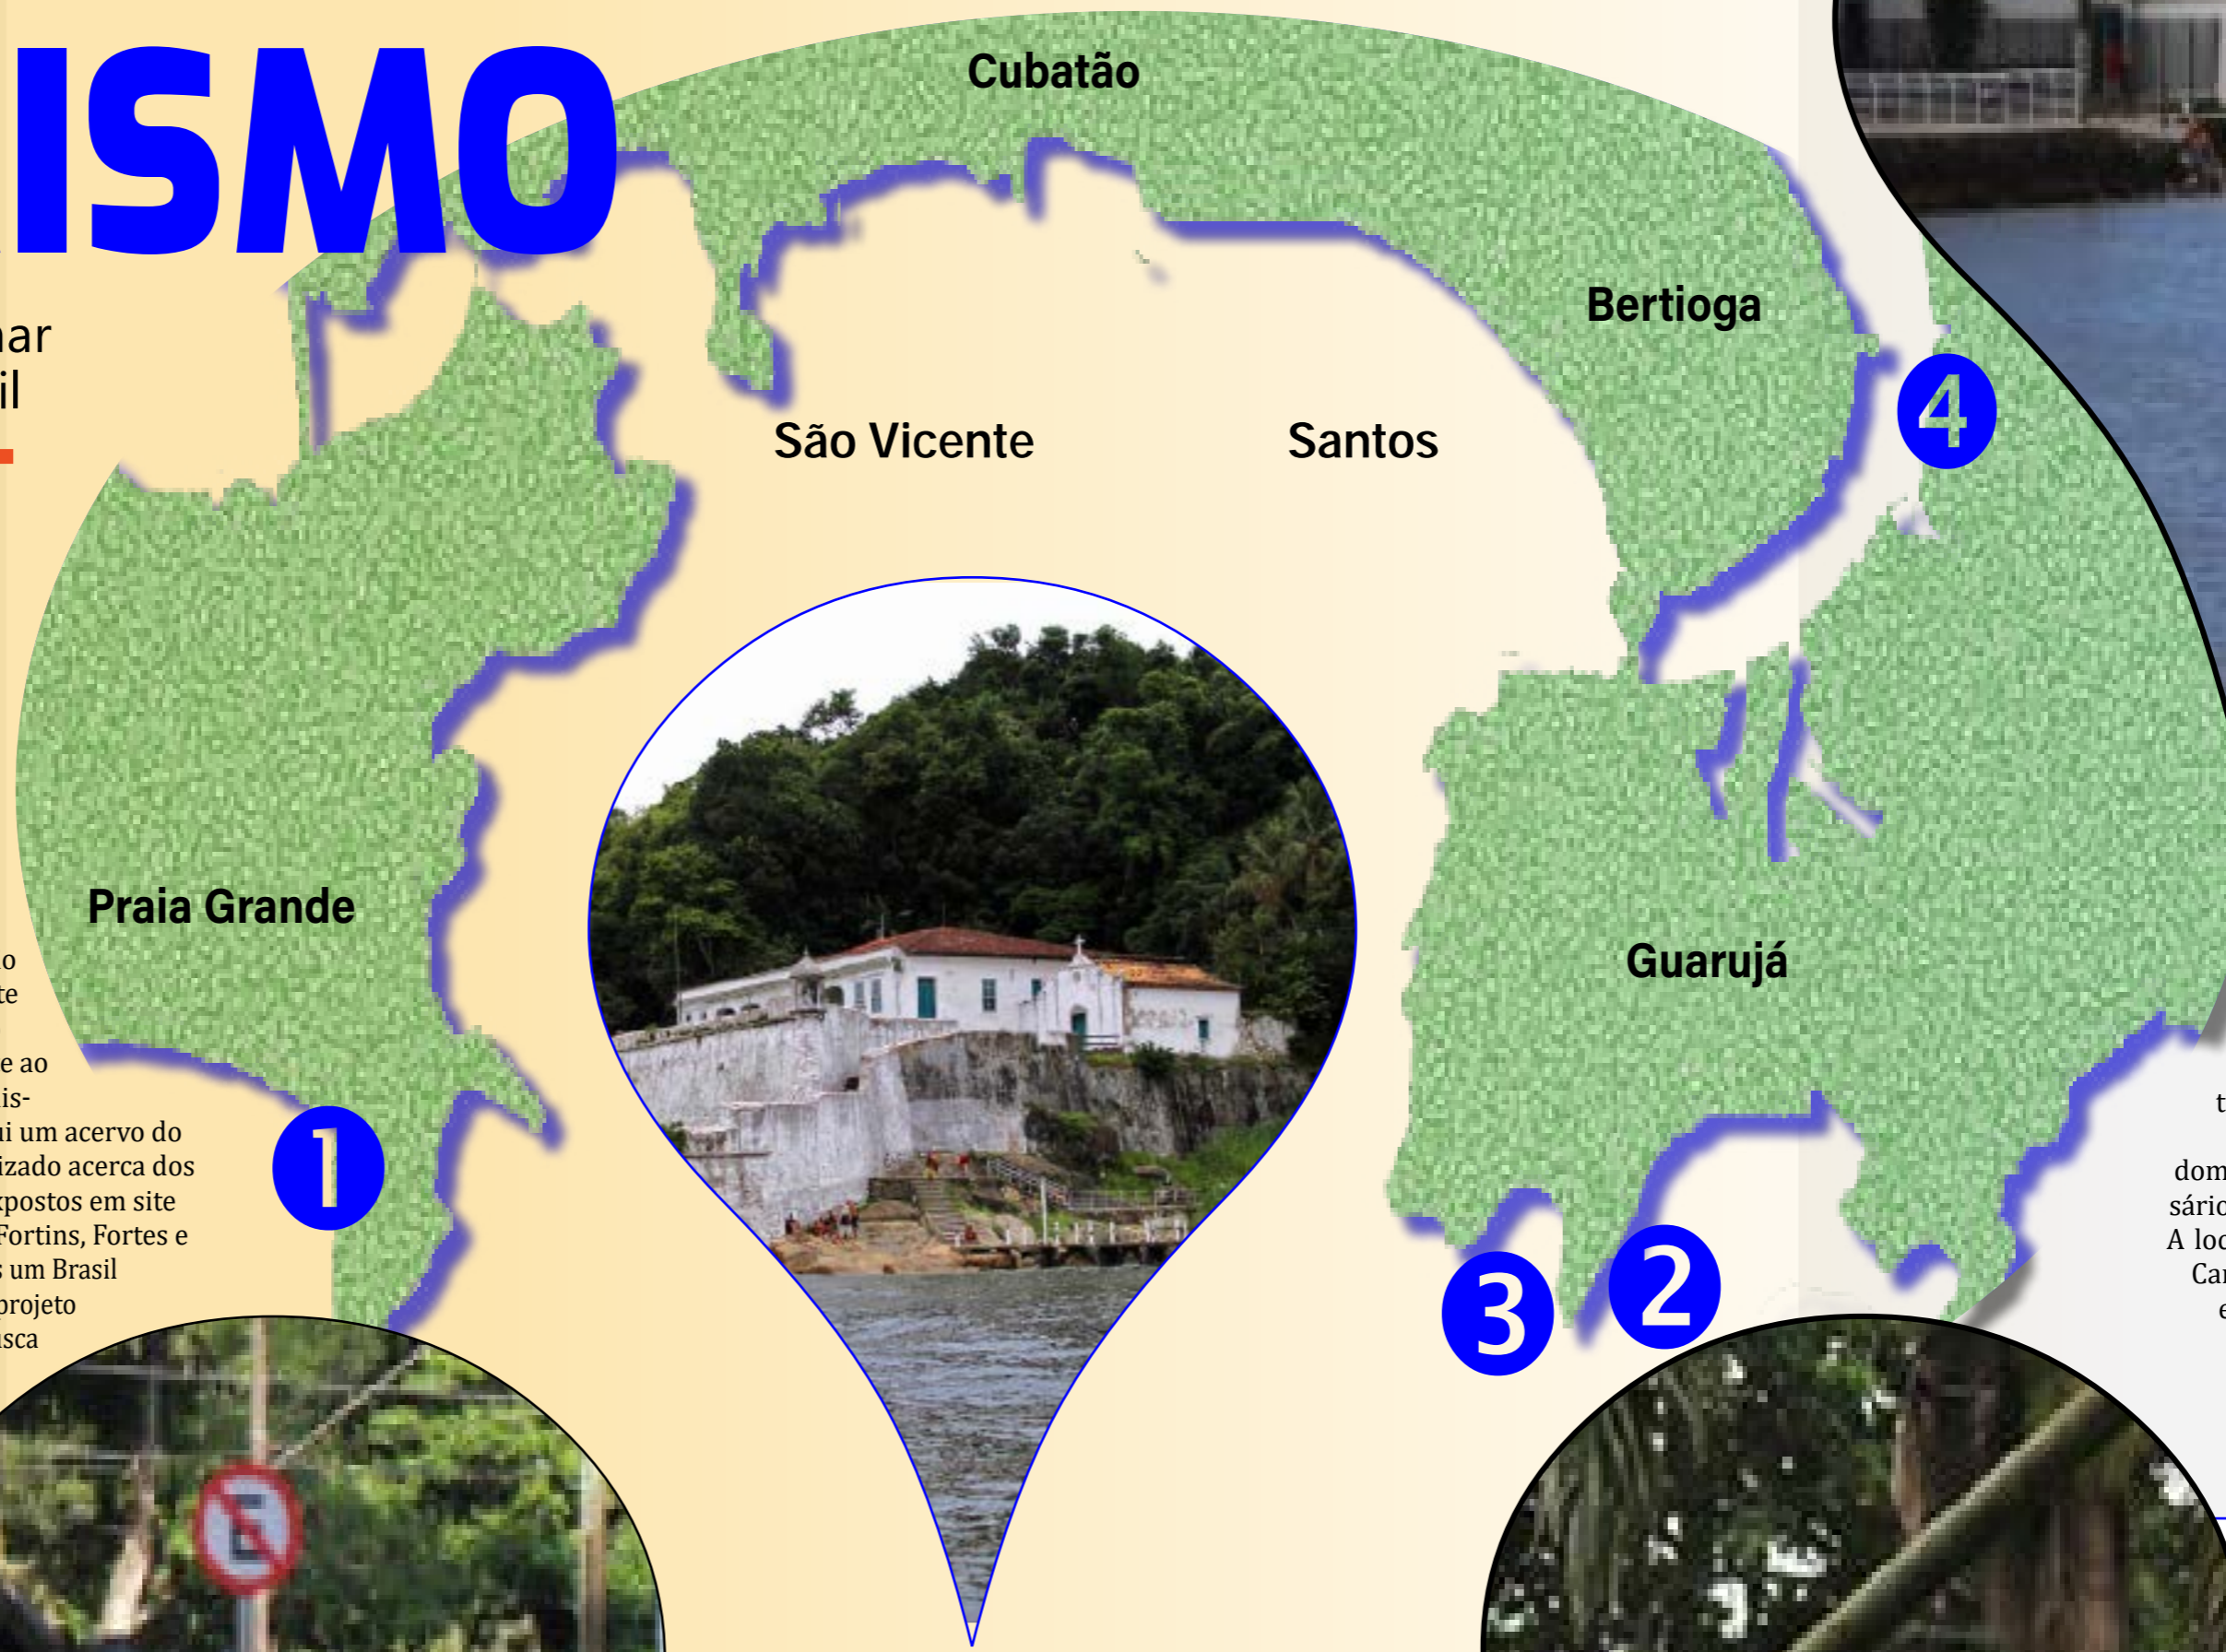 ISMO
Cubatão
Bertioga
4
ar
il
São Vicente
Santos
Praia Grande
Guarujá
o
te
e ao
is-
ui um acervo do
izado acerca dos
xpostos em site
Fortins, Fortes e
s um Brasil
projeto
sca
1
2
3
t
dom
sário
A loc
Car
e
E